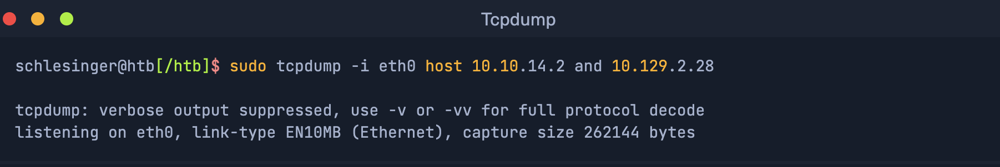 Tcpdump
schlesinger@htb[/htb]$ sudo tcpdump -i eth0 host 10.10.14.2 and 10.129.2.28
tcpdump: verbose output suppressed, use -v or -vv for full protocol decode
listening on eth0, link-type EN10MB (Ethernet), capture size 262144 bytes